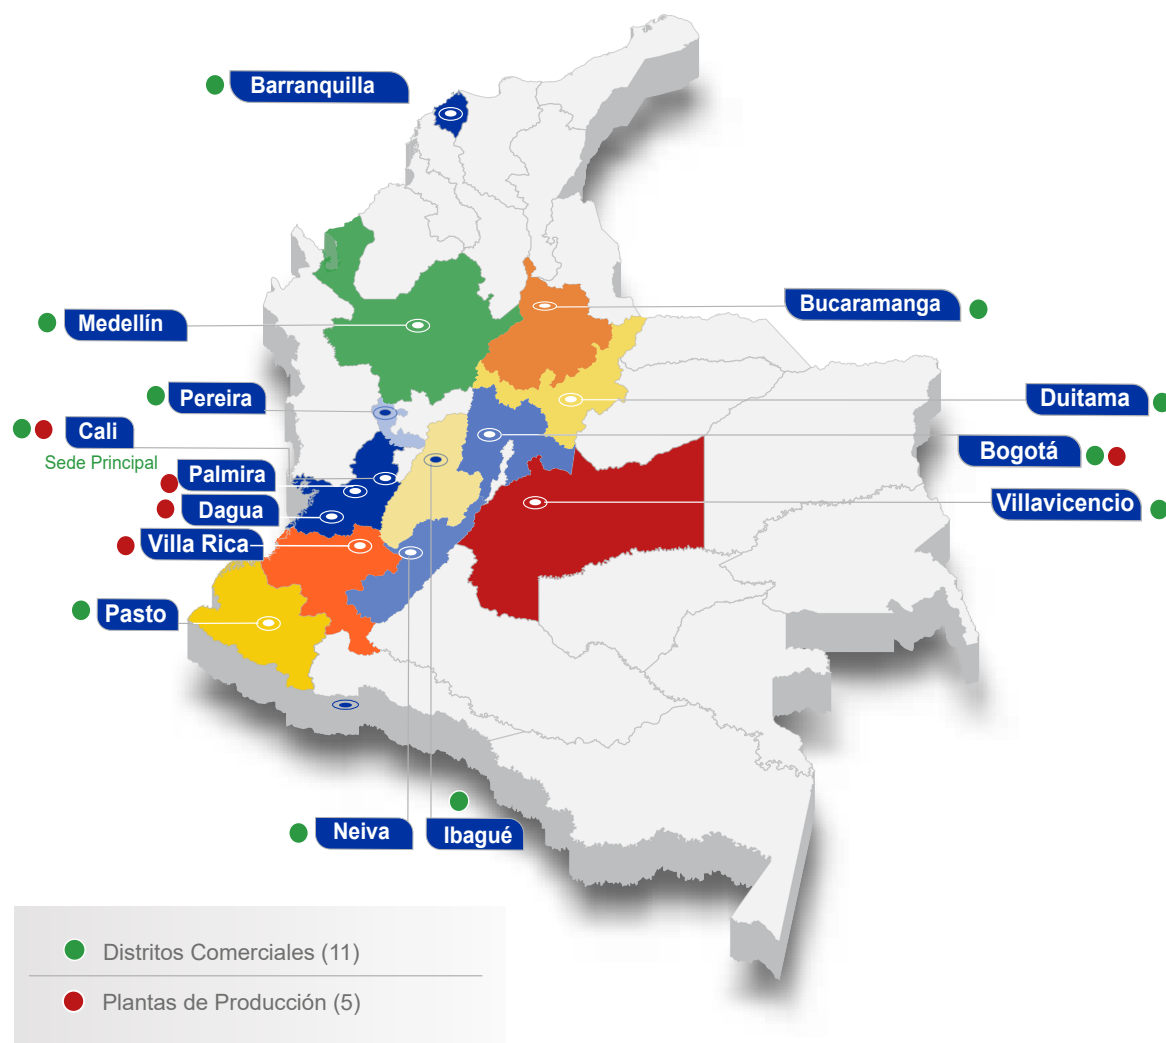 Barranquilla
Bucaramanga
Medellín
Pereira
Duitama
Cali
Sede Principal
Bogotá
Palmira
Villavicencio
Dagua
Villa Rica
Pasto
Neiva
Ibagué
Distritos Comerciales (11)
Plantas de Producción (5)